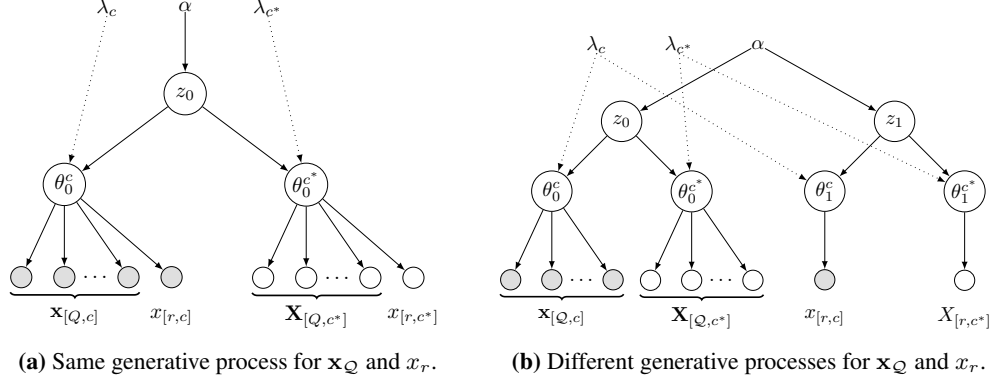 λ_c α λ_{c*}
z_0
θ_0^c θ_0^{c*}
··· ···
x_{[Q,c]} x_{[r,c]} X_{[Q,c*]} x_{[r,c*]}
(a) Same generative process for x_𝒬 and x_r.
λ_c λ_{c*} α
z_0 z_1
θ_0^c θ_0^{c*} θ_1^c θ_1^{c*}
··· ···
x_{[𝒬,c]} X_{[𝒬,c*]} x_{[r,c]} X_{[r,c*]}
(b) Different generative processes for x_𝒬 and x_r.